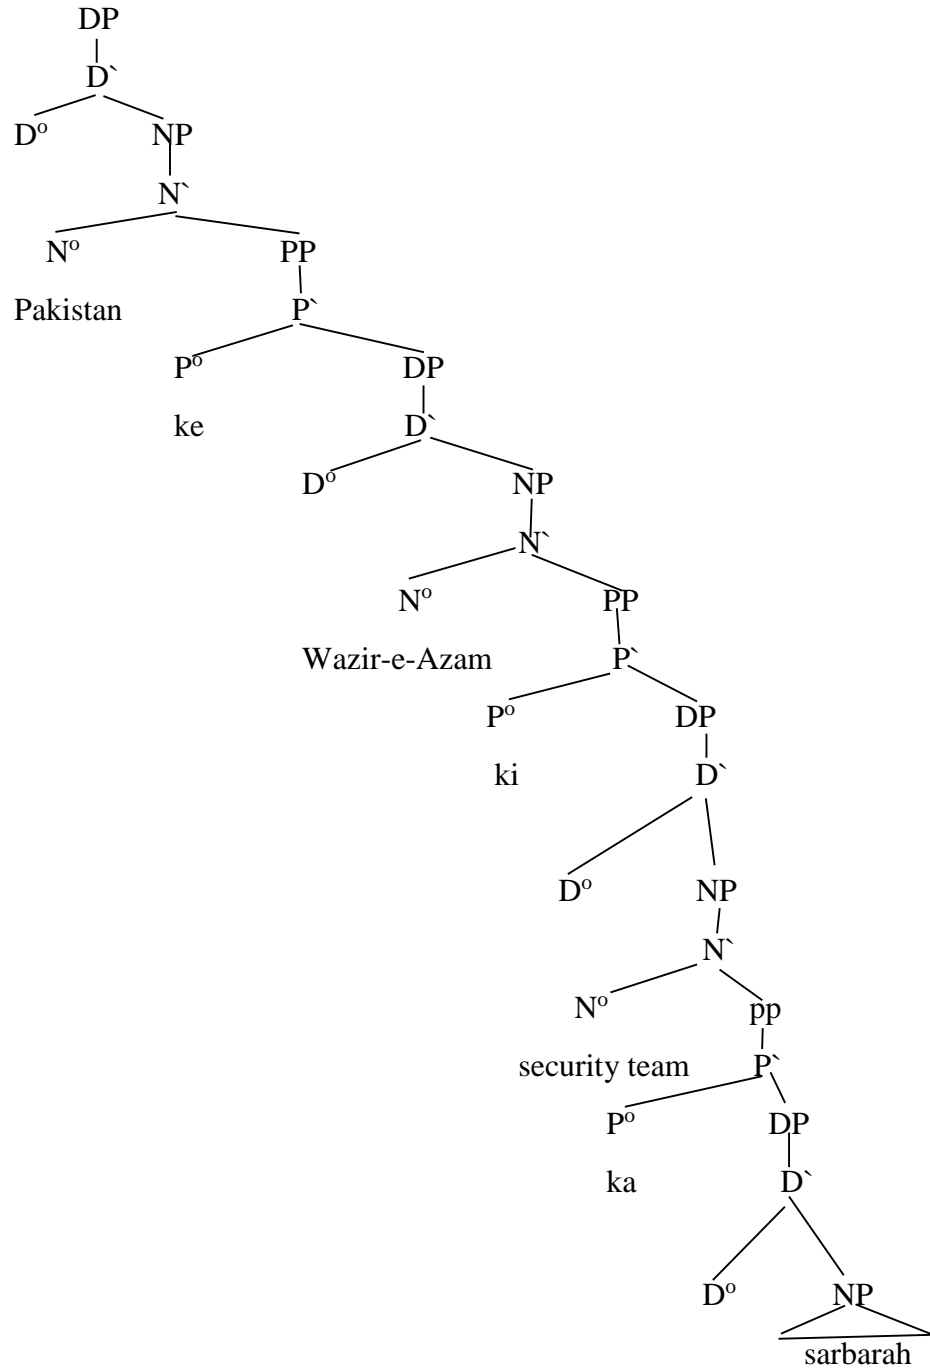 DP
D`
Dº NP
N`
Nº PP
Pakistan P`
Pº DP
ke D`
Dº NP
N`
Nº PP
Wazir-e-Azam P`
Pº DP
ki D`
Dº NP
N`
Nº pp
security team P`
Pº DP
ka D`
Dº NP
sarbarah